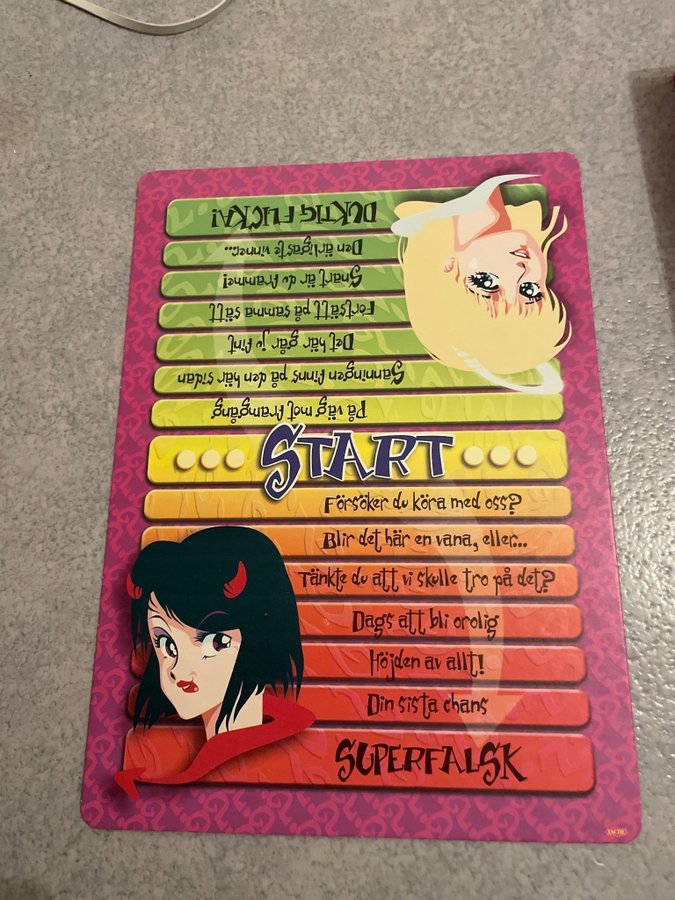 DUKTIG FLICKA!
Den ärligaste vinner...
Snart är du framme!
Fortsätt på samma sätt
Det här går ju fint
Sanningen finns på den här sidan
På väg mot framgång
START
Försöker du köra med oss?
Blir det här en vana, eller...
Tänkte du att vi skulle tro på det?
Dags att bli orolig
Höjden av allt!
Din sista chans
SUPERFALSK
TACTIC